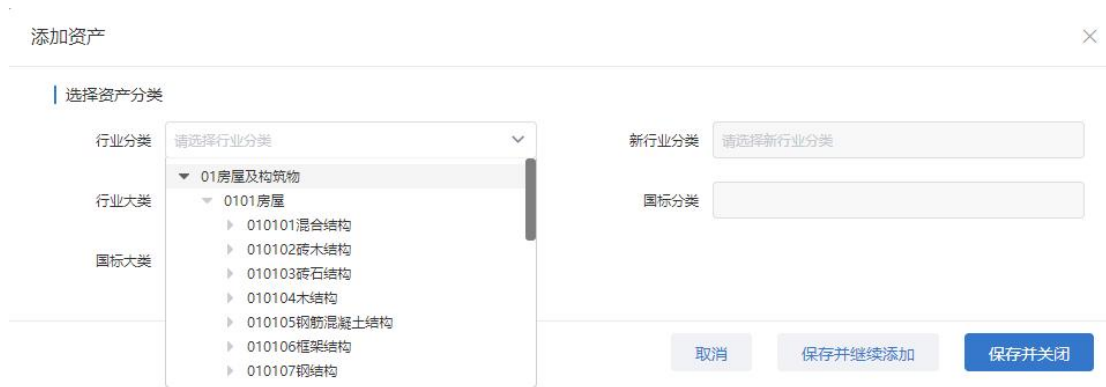 添加资产
选择资产分类
行业分类 请选择行业分类 新行业分类 请选择新行业分类
01房屋及构筑物
行业大类 0101房屋 国标分类
010101混合结构
010102砖木结构
国标大类 010103砖石结构
010104木结构
010105钢筋混凝土结构
010106框架结构 取消 保存并继续添加 保存并关闭
010107钢结构